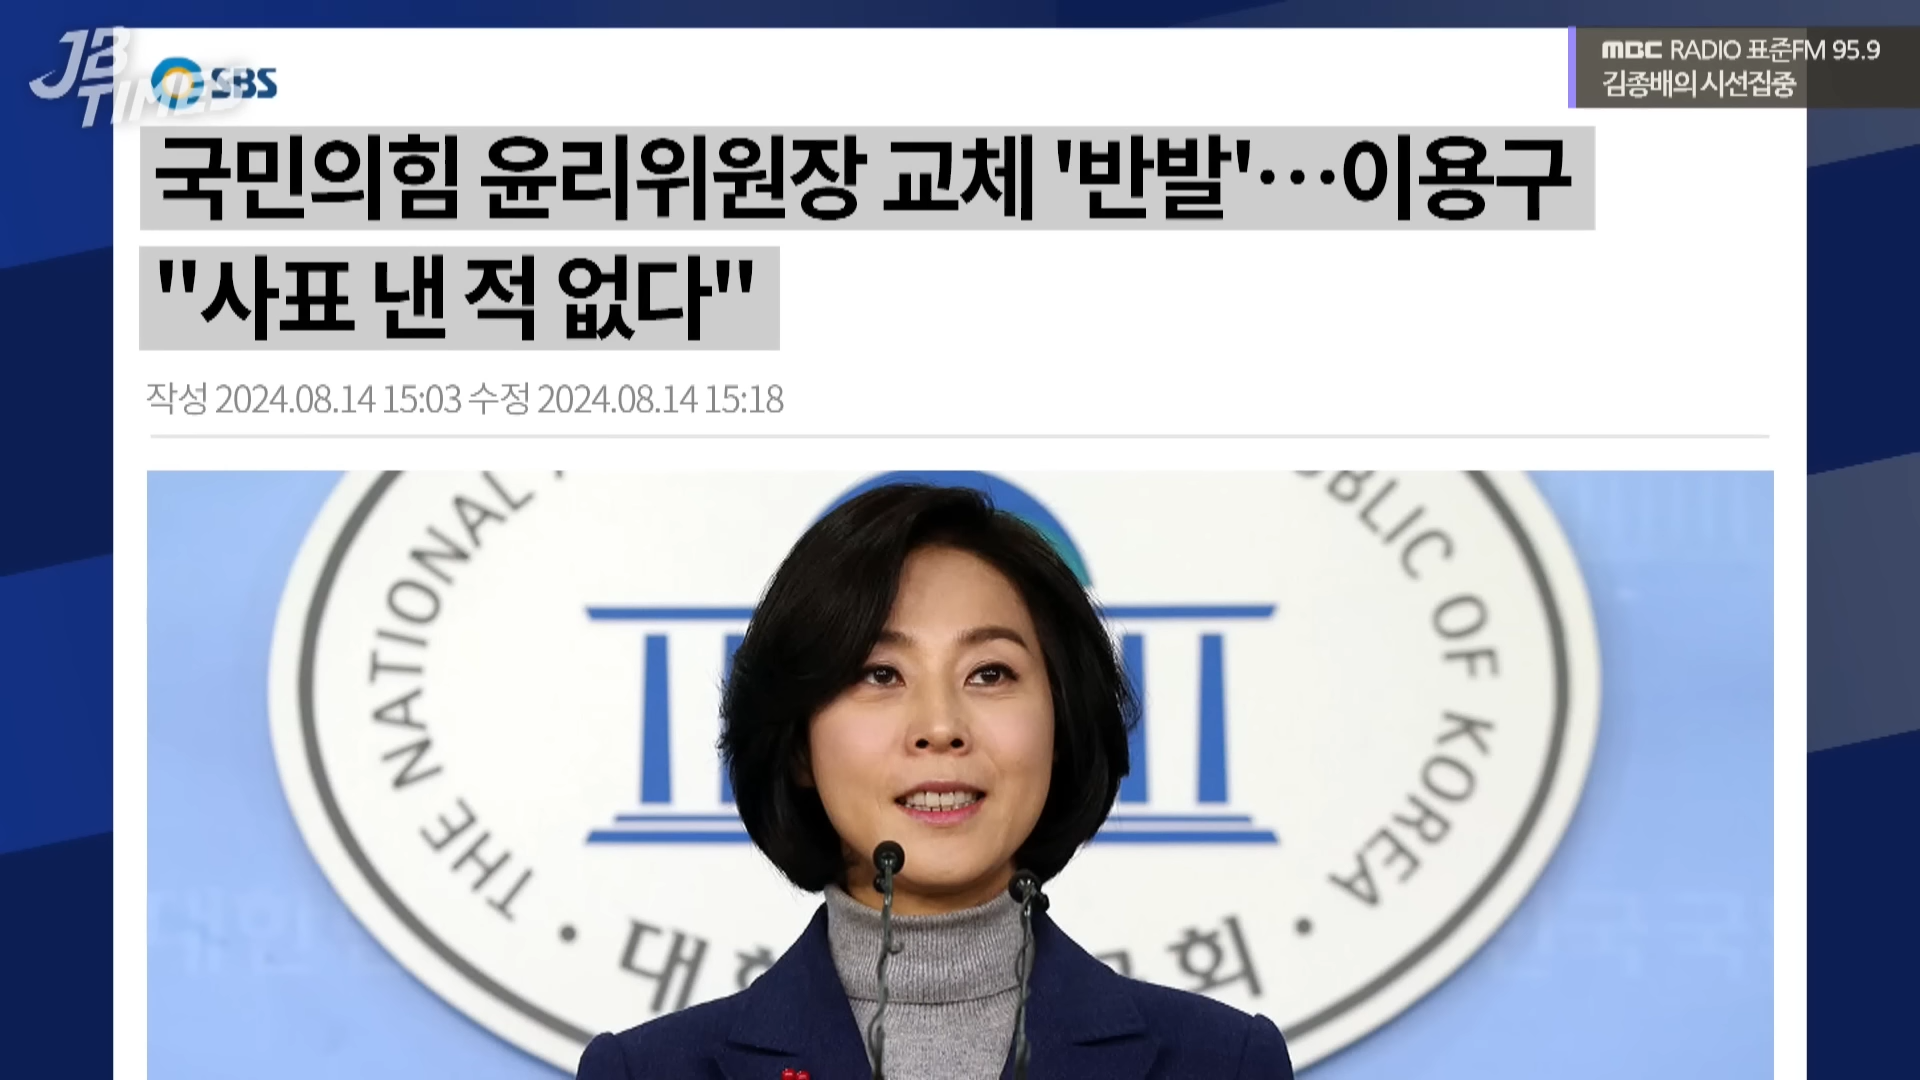 JB
TIMES
SBS
MBC RADIO 표준FM 95.9
김종배의 시선집중
국민의힘 윤리위원장 교체 '반발'…이용구
"사표 낸 적 없다"
작성 2024.08.14 15:03 수정 2024.08.14 15:18
THE NATIONAL
PUBLIC OF KOREA
대한
국회